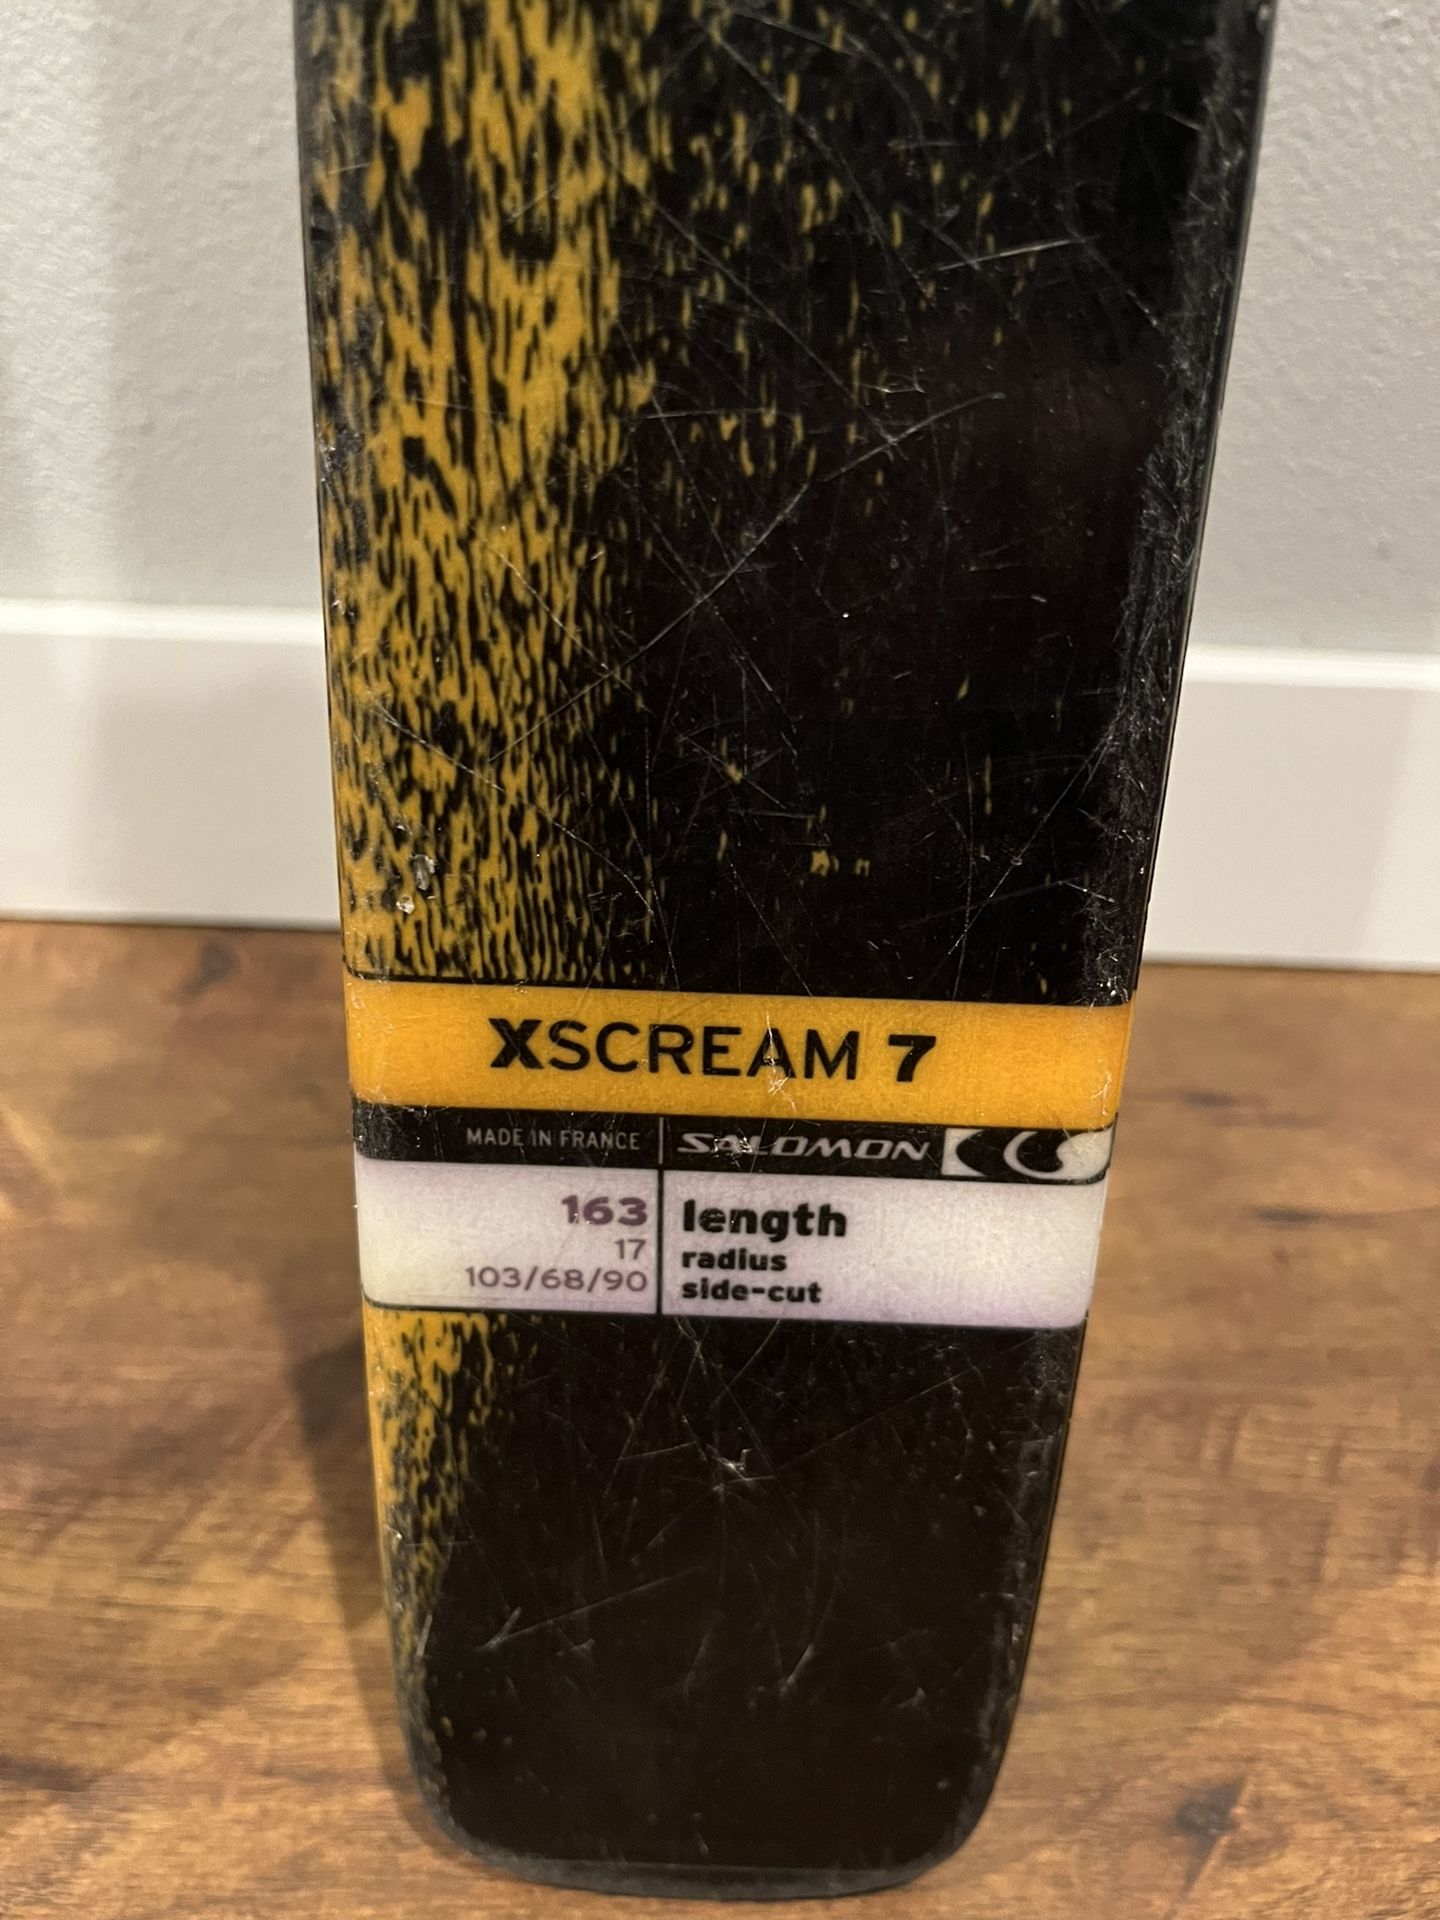 XSCREAM 7
MADE IN FRANCE SALOMON
163 length
17 radius
103/68/90 side-cut